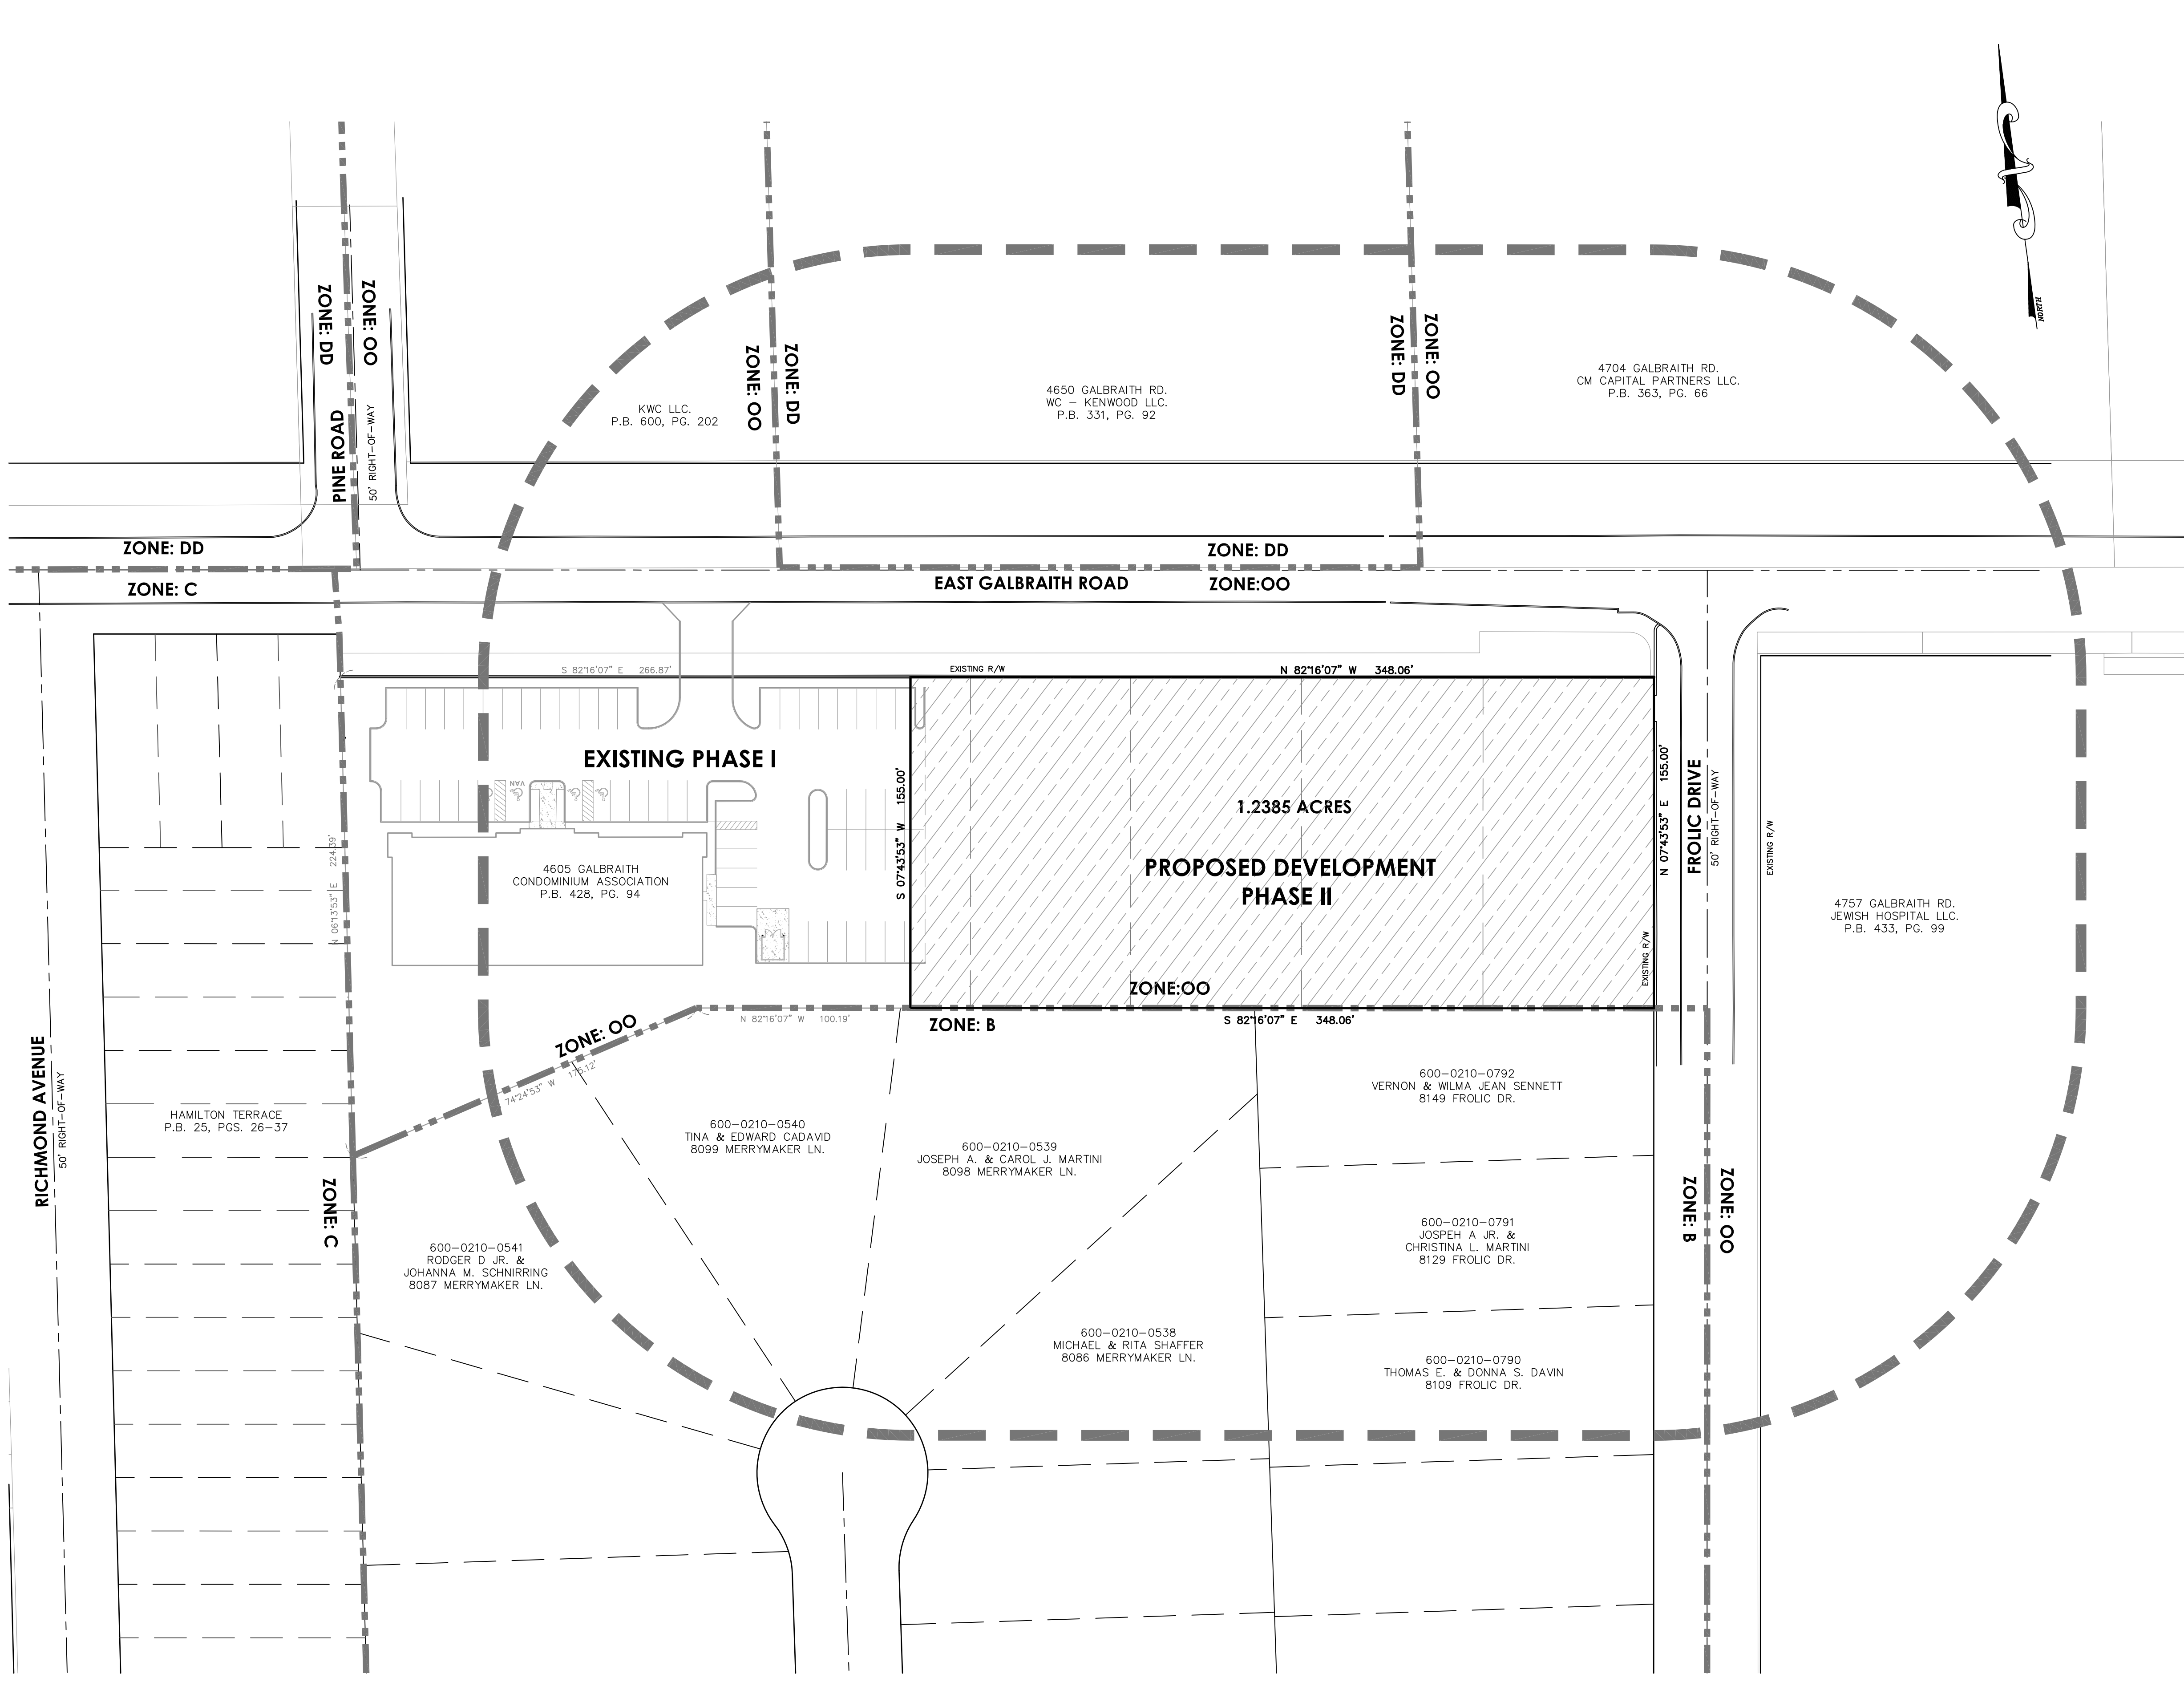 NORTH
ZONE: DD
ZONE: OO
PINE ROAD
50' RIGHT-OF-WAY
ZONE: OO
ZONE: DD
ZONE: DD
ZONE: OO
KWC LLC.
P.B. 600, PG. 202
4650 GALBRAITH RD.
WC - KENWOOD LLC.
P.B. 331, PG. 92
4704 GALBRAITH RD.
CM CAPITAL PARTNERS LLC.
P.B. 363, PG. 66
ZONE: DD
ZONE: DD
ZONE: C
EAST GALBRAITH ROAD
ZONE:OO
S 82°16'07" E 266.87'
EXISTING R/W
N 82°16'07" W 348.06'
EXISTING PHASE I
VAN
4605 GALBRAITH
CONDOMINIUM ASSOCIATION
P.B. 428, PG. 94
S 07°43'53" W 155.00'
1.2385 ACRES
PROPOSED DEVELOPMENT
PHASE II
ZONE:OO
EXISTING R/W
N 07°43'53" E 155.00'
FROLIC DRIVE
50' RIGHT-OF-WAY
EXISTING R/W
4757 GALBRAITH RD.
JEWISH HOSPITAL LLC.
P.B. 433, PG. 99
N 06°13'53" E 224.39'
ZONE: OO
74°24'53" W 175.12'
N 82°16'07" W 100.19'
ZONE: B
S 82°16'07" E 348.06'
RICHMOND AVENUE
50' RIGHT-OF-WAY
HAMILTON TERRACE
P.B. 25, PGS. 26-37
ZONE: C
600-0210-0541
RODGER D JR. &
JOHANNA M. SCHNIRRING
8087 MERRYMAKER LN.
600-0210-0540
TINA & EDWARD CADAVID
8099 MERRYMAKER LN.
600-0210-0539
JOSEPH A. & CAROL J. MARTINI
8098 MERRYMAKER LN.
600-0210-0538
MICHAEL & RITA SHAFFER
8086 MERRYMAKER LN.
600-0210-0792
VERNON & WILMA JEAN SENNETT
8149 FROLIC DR.
600-0210-0791
JOSPEH A JR. &
CHRISTINA L. MARTINI
8129 FROLIC DR.
600-0210-0790
THOMAS E. & DONNA S. DAVIN
8109 FROLIC DR.
ZONE: B
ZONE: OO